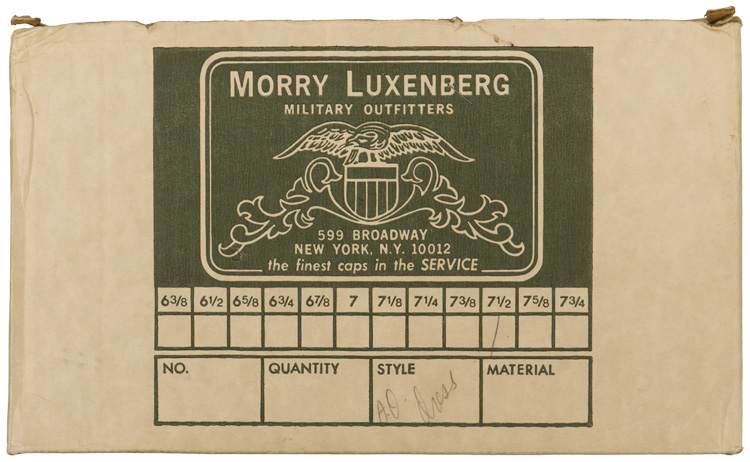 MORRY LUXENBERG
MILITARY OUTFITTERS
599 BROADWAY
NEW YORK, N.Y. 10012
the finest caps in the SERVICE
6 3/8 6 1/2 6 5/8 6 3/4 6 7/8 7 7 1/8 7 1/4 7 3/8 7 1/2 7 5/8 7 3/4
/
NO. QUANTITY STYLE MATERIAL
A.O. Dress